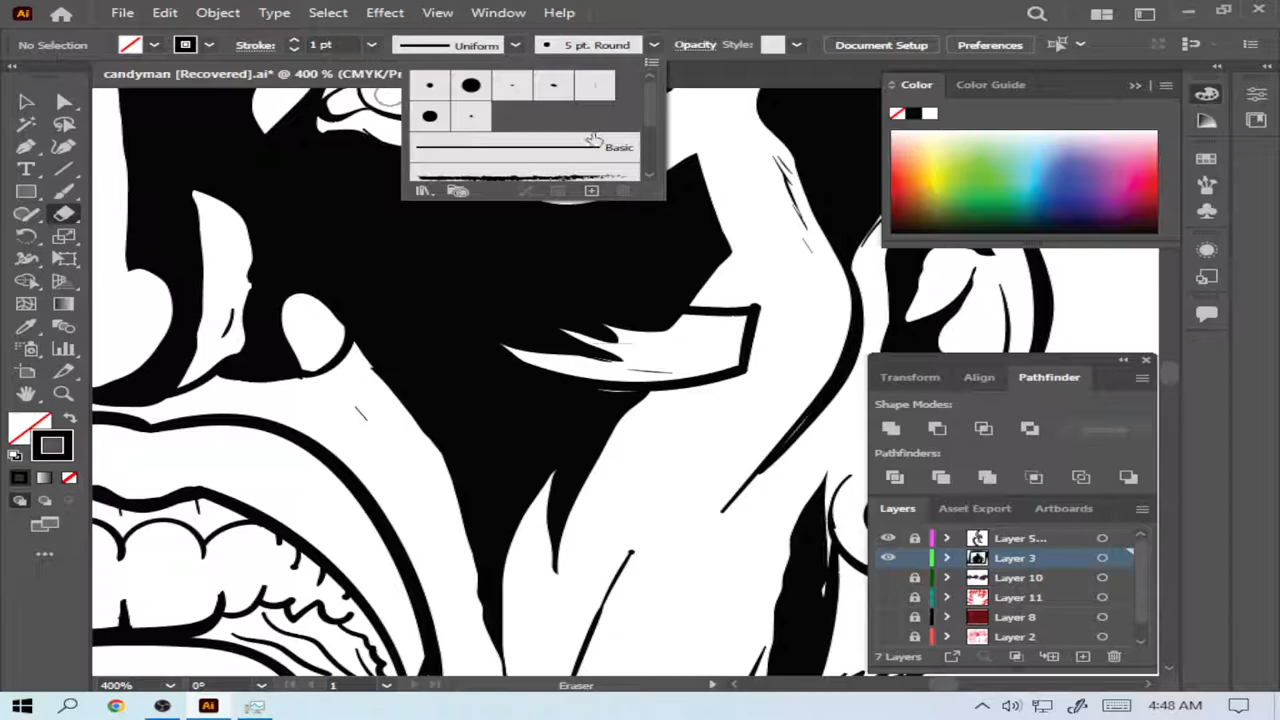 Ai File Edit Object Type Select Effect View Window Help
No Selection Stroke: 1 pt Uniform 5 pt. Round Opacity Style: Document Setup Preferences
candyman [Recovered].ai* @ 400 % (CMYK/Pr
Color Color Guide
Basic
Transform Align Pathfinder
Shape Modes:
Pathfinders:
Layers Asset Export Artboards
Layer 5...
Layer 3
Layer 10
Layer 11
Layer 8
Layer 2
7 Layers
400% 0° 1 Eraser
Ai 4:48 AM